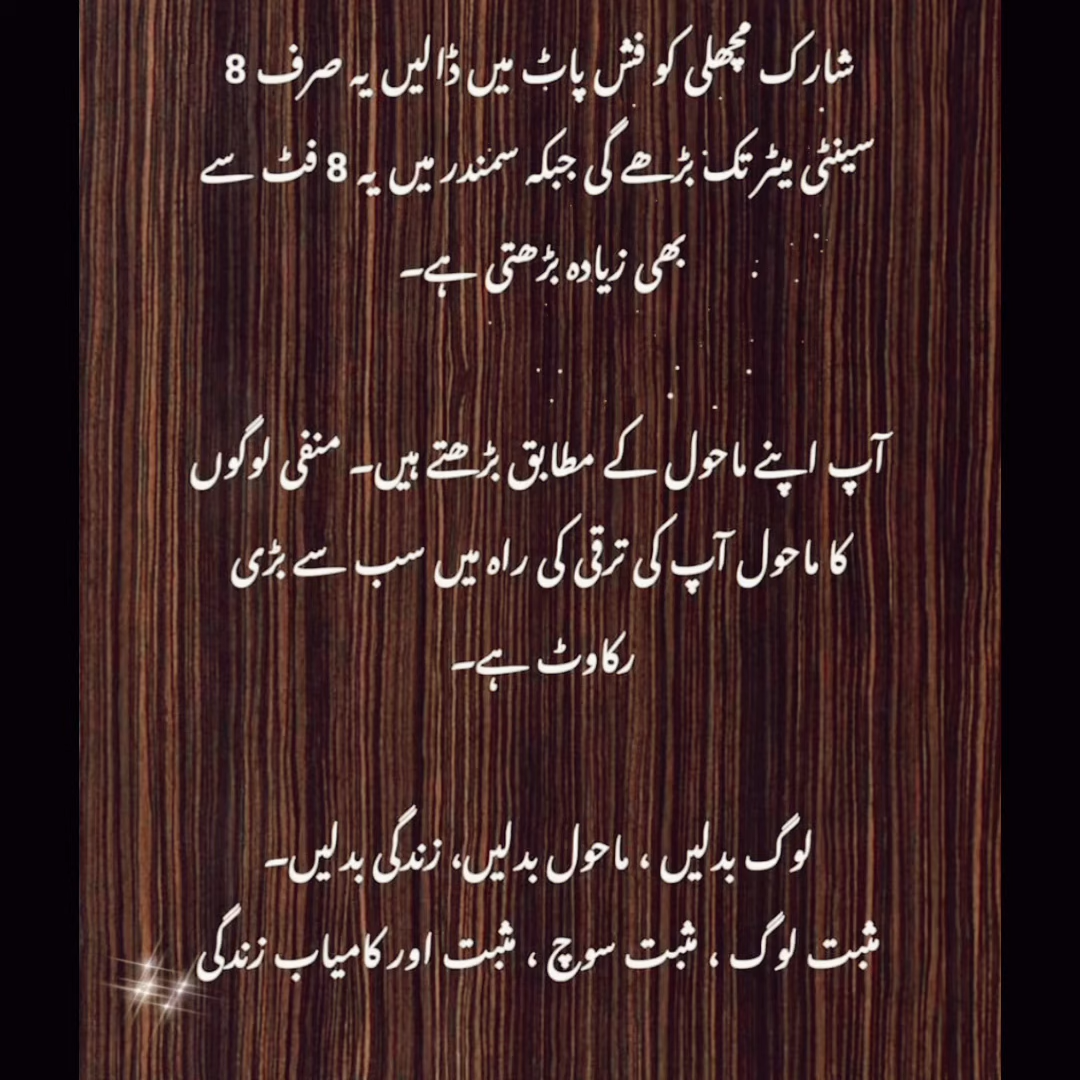 شارک مچھلی کو فش پاٹ میں ڈالیں یہ صرف 8
سینٹی میٹر تک بڑھے گی جبکہ سمندر میں یہ 8 فٹ سے
بھی زیادہ بڑھتی ہے۔
آپ اپنے ماحول کے مطابق بڑھتے ہیں۔ منفی لوگوں
کا ماحول آپ کی ترقی کی راہ میں سب سے بڑی
رکاوٹ ہے۔
لوگ بدلیں ، ماحول بدلیں، زندگی بدلیں۔
مثبت لوگ ، مثبت سوچ ، مثبت اور کامیاب زندگی